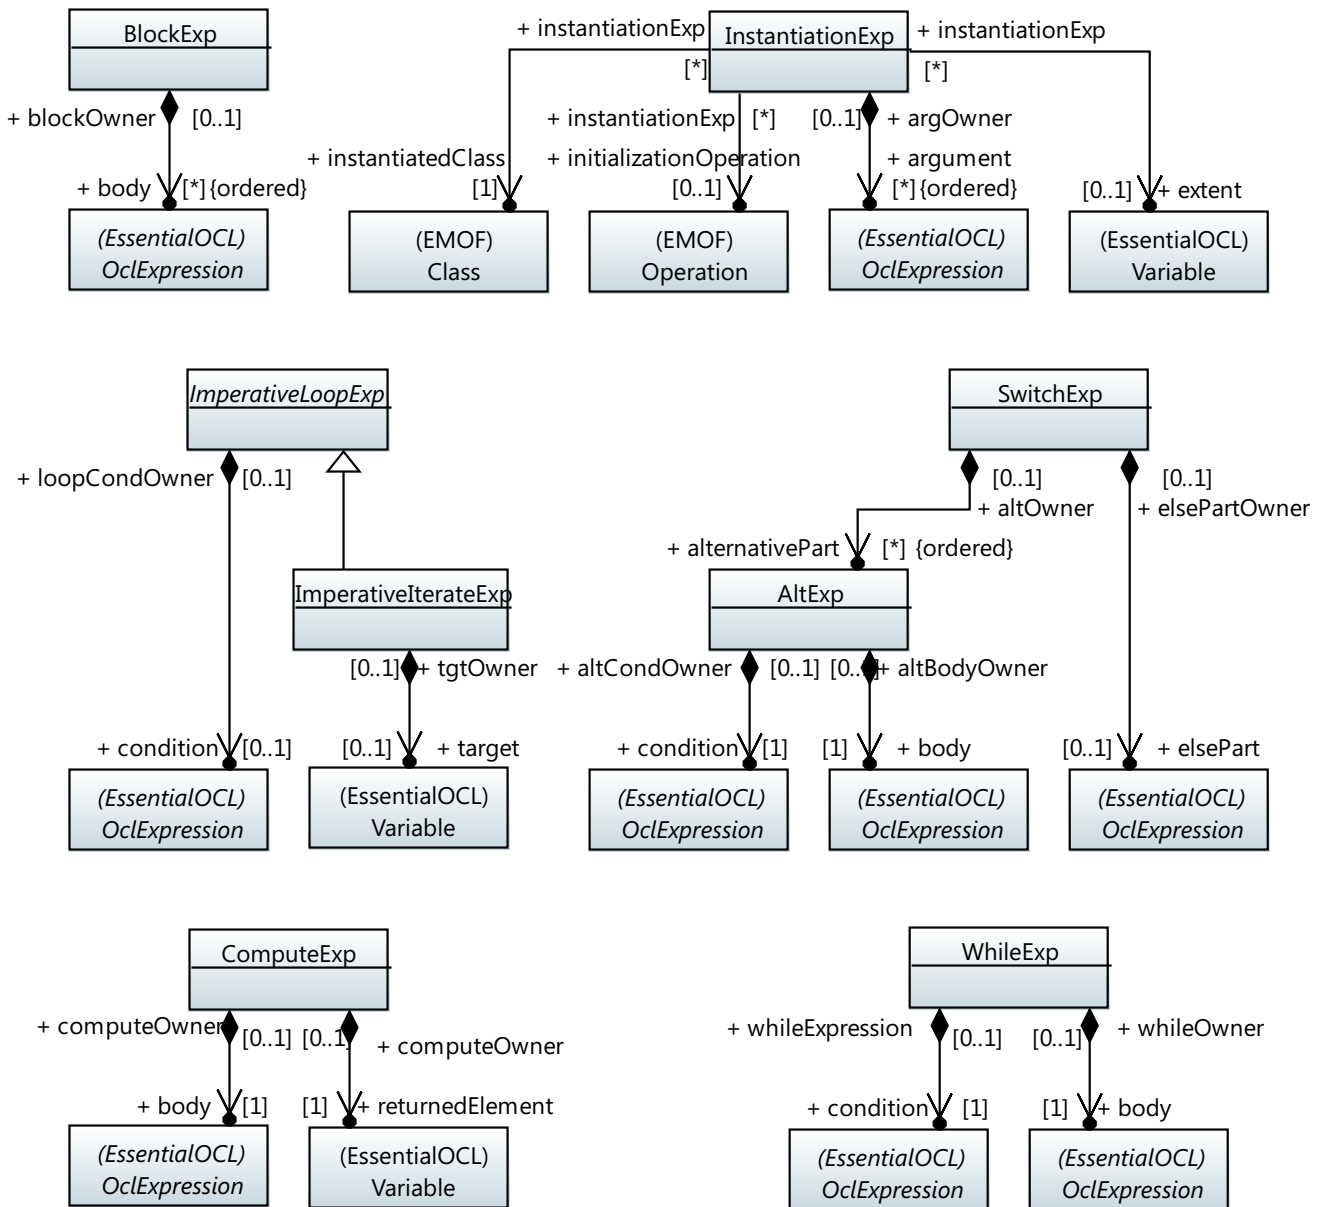 BlockExp
+ blockOwner [0..1]
+ body [*] {ordered}
(EssentialOCL)
OclExpression
InstantiationExp
+ instantiationExp
[*]
+ instantiationExp
[*]
+ instantiationExp [*]
[0..1] + argOwner
+ instantiatedClass
[1]
+ initializationOperation
[0..1]
+ argument
[*] {ordered}
[0..1] + extent
(EMOF)
Class
(EMOF)
Operation
(EssentialOCL)
OclExpression
(EssentialOCL)
Variable
ImperativeLoopExp
+ loopCondOwner [0..1]
ImperativeIterateExp
[0..1] + tgtOwner
+ condition [0..1]
[0..1] + target
(EssentialOCL)
OclExpression
(EssentialOCL)
Variable
SwitchExp
[0..1]
+ altOwner
[0..1]
+ elsePartOwner
+ alternativePart [*] {ordered}
AltExp
+ altCondOwner [0..1]
[0.. + altBodyOwner
+ condition [1]
[1] + body
[0..1] + elsePart
(EssentialOCL)
OclExpression
(EssentialOCL)
OclExpression
(EssentialOCL)
OclExpression
ComputeExp
+ computeOwner [0..1]
[0..1] + computeOwner
+ body [1]
[1] + returnedElement
(EssentialOCL)
OclExpression
(EssentialOCL)
Variable
WhileExp
+ whileExpression [0..1]
[0..1] + whileOwner
+ condition [1]
[1] + body
(EssentialOCL)
OclExpression
(EssentialOCL)
OclExpression